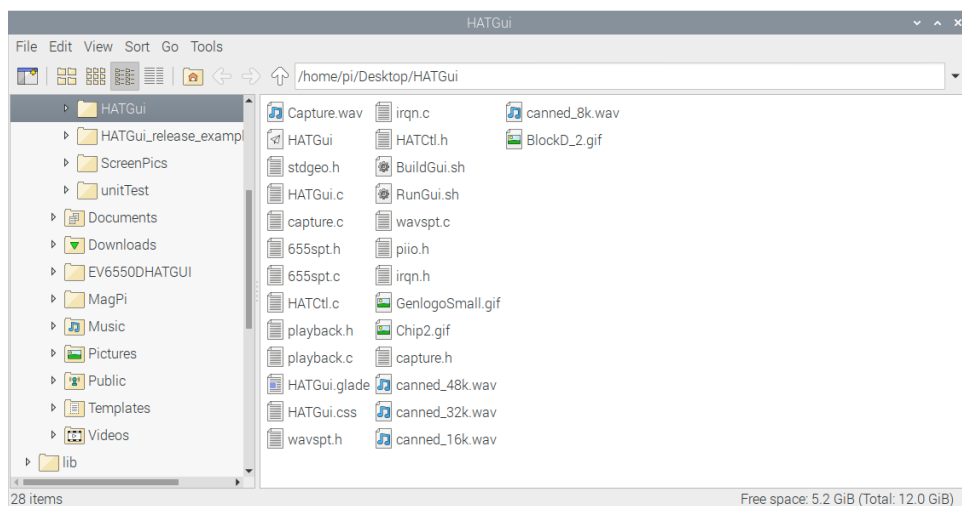 HATGui
File Edit View Sort Go Tools
/home/pi/Desktop/HATGui
HATGui
HATGui_release_exampl
ScreenPics
unitTest
Documents
Downloads
EV6550DHATGUI
MagPi
Music
Pictures
Public
Templates
Videos
lib
Capture.wav
HATGui
stdgeo.h
HATGui.c
capture.c
655spt.h
655spt.c
HATCtl.c
playback.h
playback.c
HATGui.glade
HATGui.css
wavspt.h
irqn.c
HATCtl.h
BuildGui.sh
RunGui.sh
wavspt.c
piio.h
irqn.h
GenlogoSmall.gif
Chip2.gif
capture.h
canned_48k.wav
canned_32k.wav
canned_16k.wav
canned_8k.wav
BlockD_2.gif
28 items
Free space: 5.2 GiB (Total: 12.0 GiB)